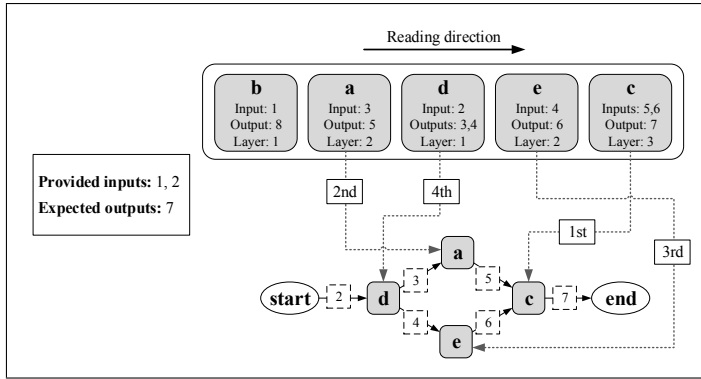 Reading direction
b
Input: 1
Output: 8
Layer: 1
a
Input: 3
Output: 5
Layer: 2
d
Input: 2
Outputs: 3,4
Layer: 1
e
Input: 4
Output: 6
Layer: 2
c
Inputs: 5,6
Output: 7
Layer: 3
Provided inputs: 1, 2
Expected outputs: 7
2nd
4th
1st
3rd
a
3
5
start
2
d
c
7
end
4
6
e